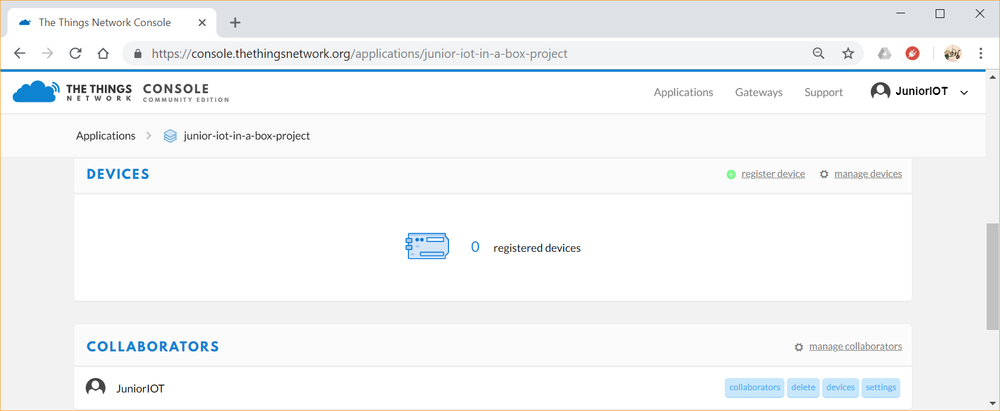 The Things Network Console
https://console.thethingsnetwork.org/applications/junior-iot-in-a-box-project
THE THINGS NETWORK CONSOLE COMMUNITY EDITION
Applications Gateways Support JuniorIOT
Applications junior-iot-in-a-box-project
DEVICES register device manage devices
0 registered devices
COLLABORATORS manage collaborators
JuniorIOT collaborators delete devices settings